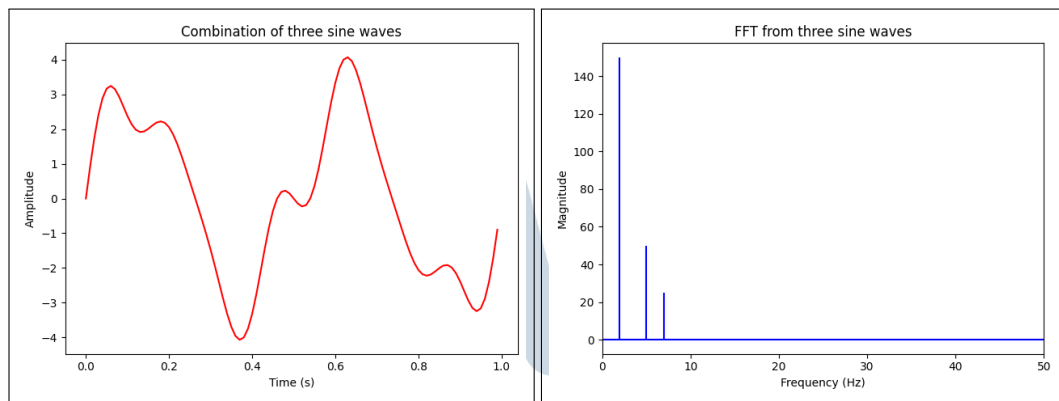 Combination of three sine waves
4
3
2
1
0
−1
−2
−3
−4
Amplitude
0.0 0.2 0.4 0.6 0.8 1.0
Time (s)
FFT from three sine waves
140
120
100
80
60
40
20
0
Magnitude
0 10 20 30 40 50
Frequency (Hz)